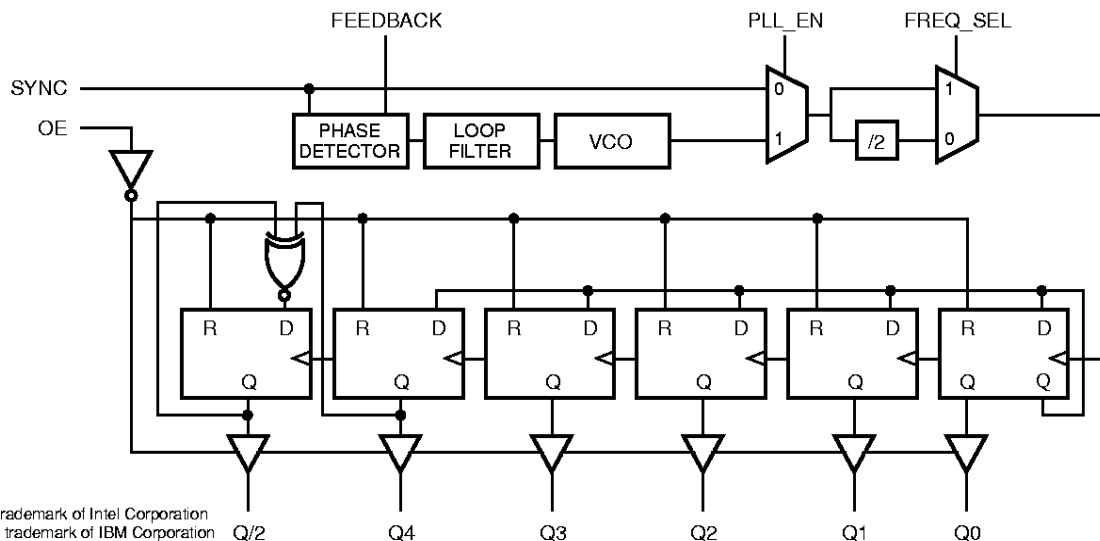 FEEDBACK PLL_EN FREQ_SEL
SYNC
OE
0
1
1
0
PHASE
DETECTOR
LOOP
FILTER
VCO
/2
R D R D R D R D R D R D
Q Q Q Q Q Q Q
rademark of Intel Corporation
trademark of IBM Corporation
Q/2 Q4 Q3 Q2 Q1 Q0